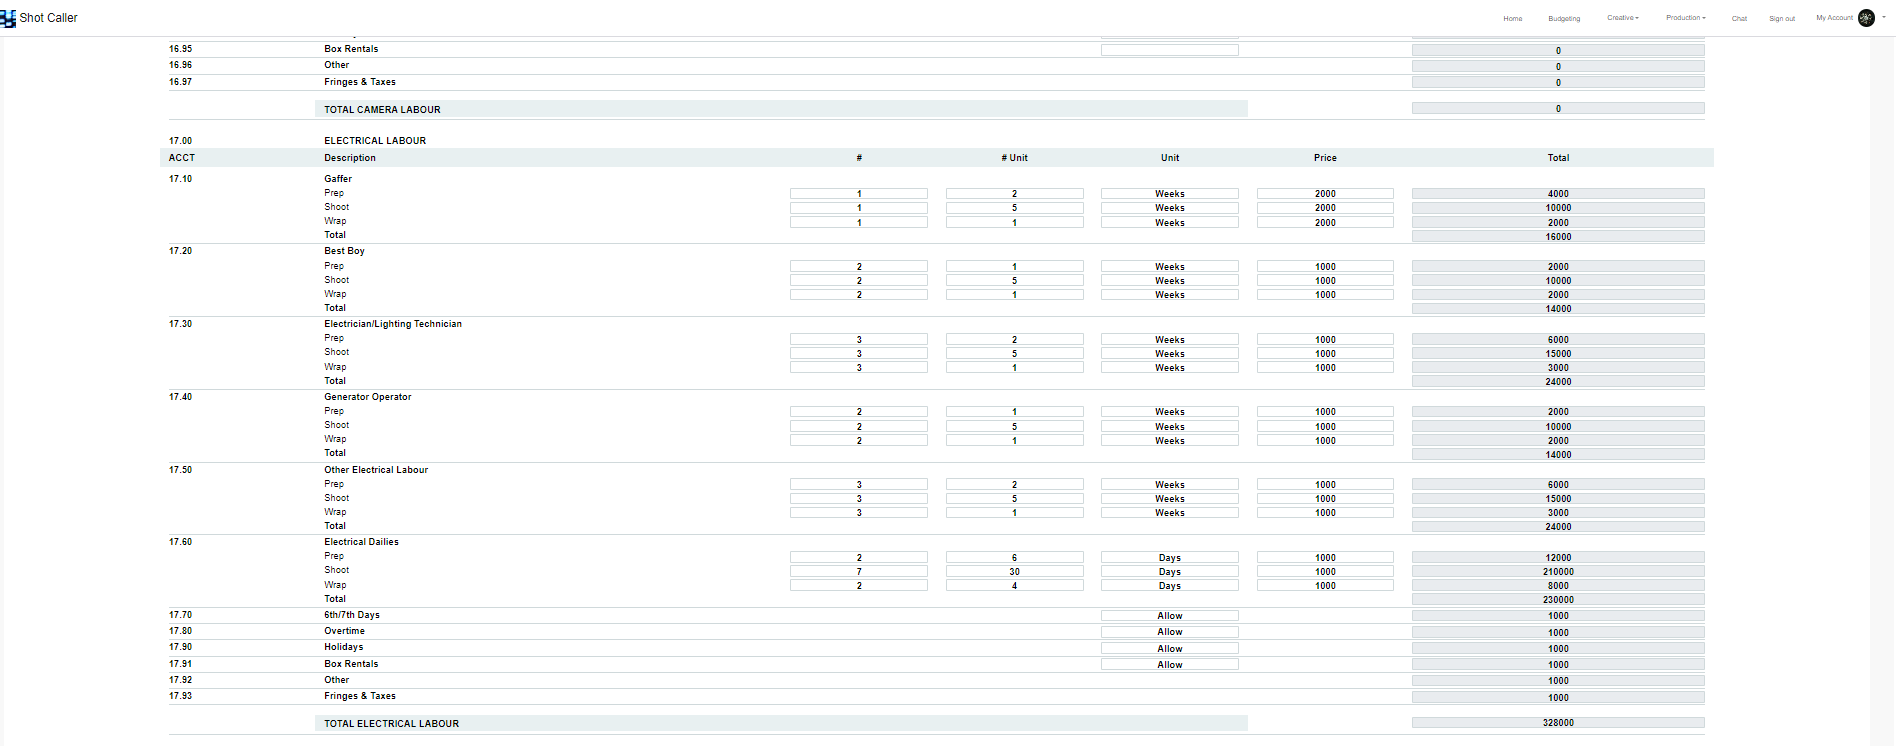 Shot Caller Home Budgeting Creative Production Chat Sign out My Account
16.95 Box Rentals 0
16.96 Other 0
16.97 Fringes & Taxes 0
TOTAL CAMERA LABOUR 0
17.00 ELECTRICAL LABOUR
ACCT Description # # Unit Unit Price Total
17.10 Gaffer
Prep 1 2 Weeks 2000 4000
Shoot 1 5 Weeks 2000 10000
Wrap 1 1 Weeks 2000 2000
Total 16000
17.20 Best Boy
Prep 2 1 Weeks 1000 2000
Shoot 2 5 Weeks 1000 10000
Wrap 2 1 Weeks 1000 2000
Total 14000
17.30 Electrician/Lighting Technician
Prep 3 2 Weeks 1000 6000
Shoot 3 5 Weeks 1000 15000
Wrap 3 1 Weeks 1000 3000
Total 24000
17.40 Generator Operator
Prep 2 1 Weeks 1000 2000
Shoot 2 5 Weeks 1000 10000
Wrap 2 1 Weeks 1000 2000
Total 14000
17.50 Other Electrical Labour
Prep 3 2 Weeks 1000 6000
Shoot 3 5 Weeks 1000 15000
Wrap 3 1 Weeks 1000 3000
Total 24000
17.60 Electrical Dailies
Prep 2 6 Days 1000 12000
Shoot 7 30 Days 1000 210000
Wrap 2 4 Days 1000 8000
Total 230000
17.70 6th/7th Days Allow 1000
17.80 Overtime Allow 1000
17.90 Holidays Allow 1000
17.91 Box Rentals Allow 1000
17.92 Other 1000
17.93 Fringes & Taxes 1000
TOTAL ELECTRICAL LABOUR 328000